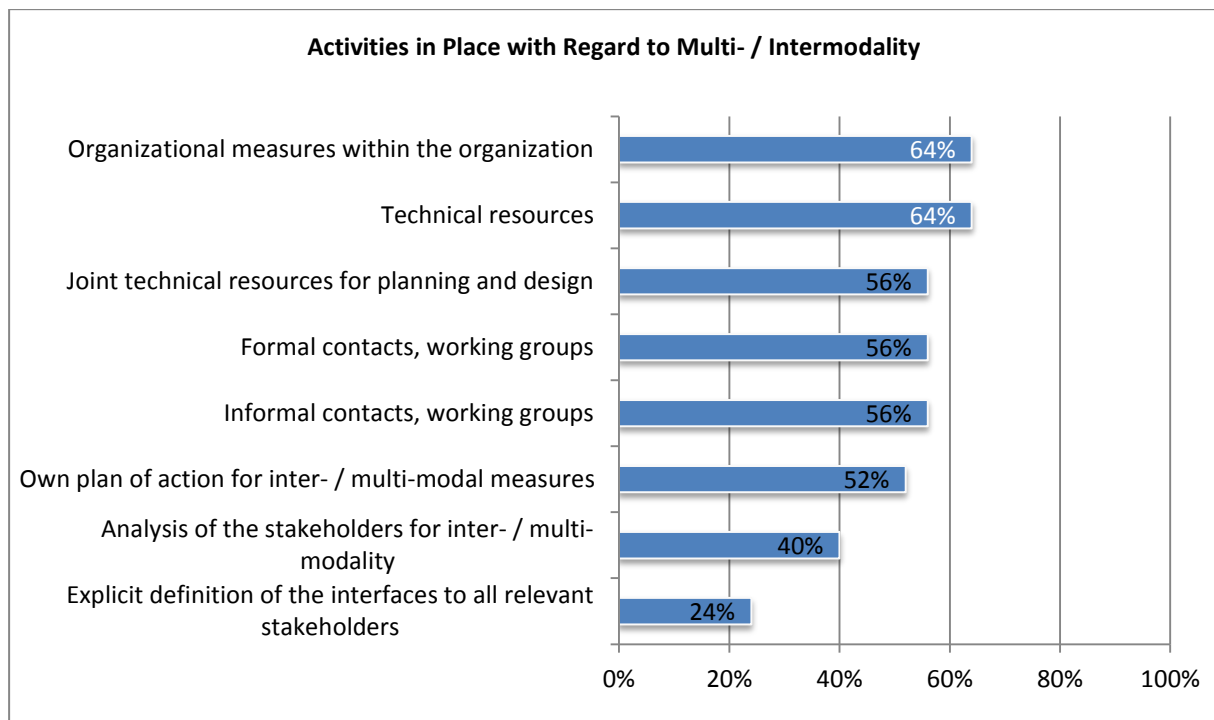 Activities in Place with Regard to Multi- / Intermodality
Organizational measures within the organization
64%
Technical resources
64%
Joint technical resources for planning and design
56%
Formal contacts, working groups
56%
Informal contacts, working groups
56%
Own plan of action for inter- / multi-modal measures
52%
Analysis of the stakeholders for inter- / multi-
modality
40%
Explicit definition of the interfaces to all relevant
stakeholders
24%
0% 20% 40% 60% 80% 100%